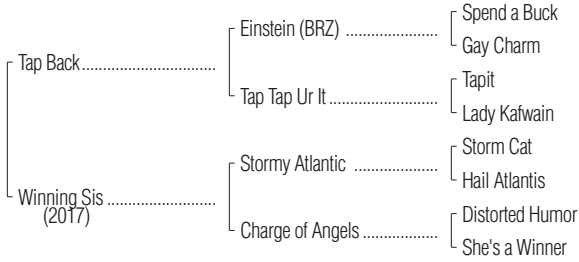 Spend a Buck
Einstein (BRZ)
Gay Charm
Tap Back
Tapit
Tap Tap Ur It
Lady Kafwain
Storm Cat
Stormy Atlantic
Hail Atlantis
Winning Sis
(2017)
Distorted Humor
Charge of Angels
She's a Winner